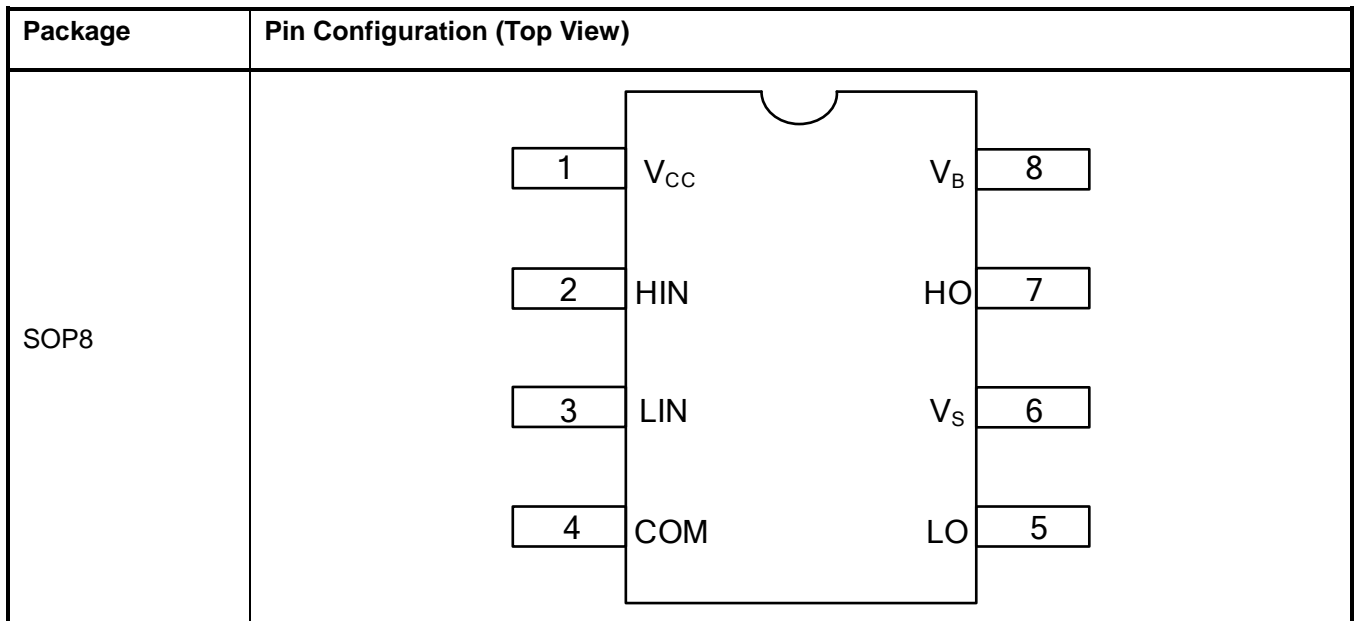 Package
Pin Configuration (Top View)
SOP8
1 VCC VB 8
2 HIN HO 7
3 LIN VS 6
4 COM LO 5